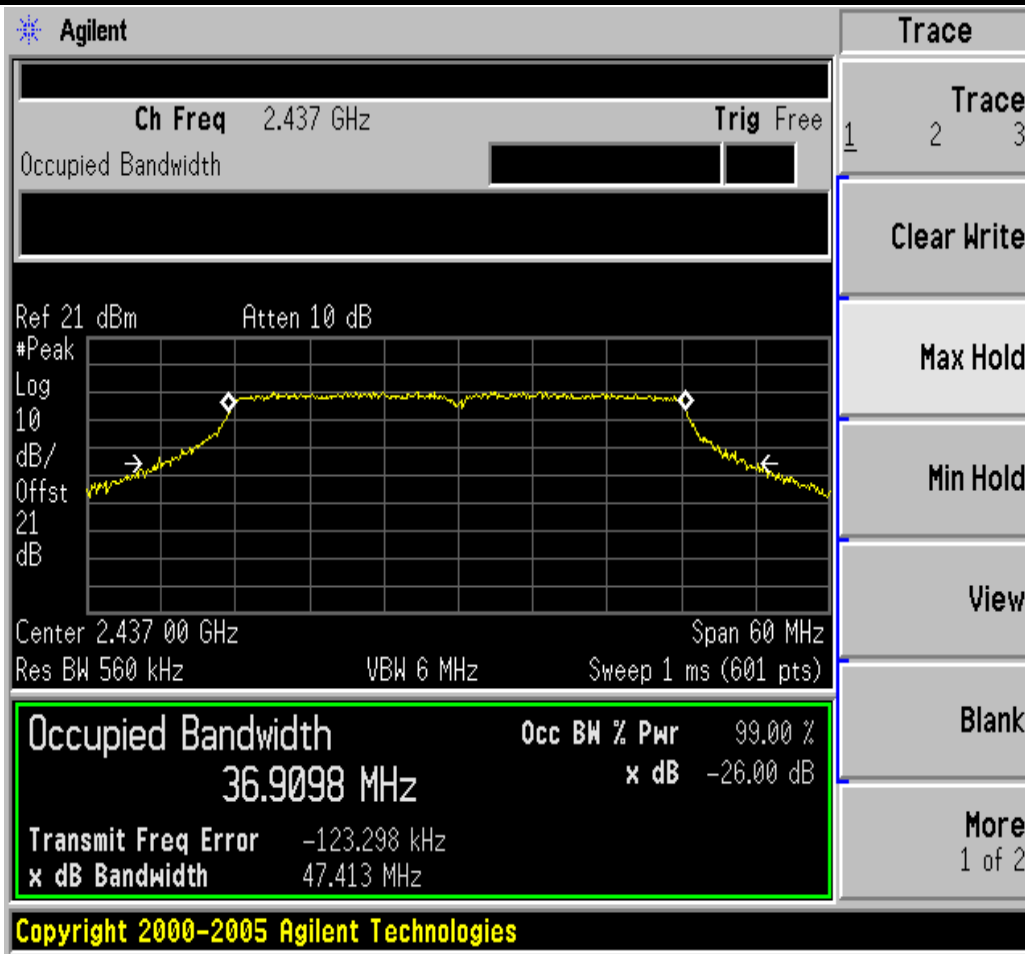 Agilent
Trace
Ch Freq 2.437 GHz Trig Free
Occupied Bandwidth
Trace
1 2 3
Clear Write
Max Hold
Min Hold
View
Blank
More
1 of 2
Ref 21 dBm Atten 10 dB
#Peak
Log
10
dB/
Offst
21
dB
Center 2.437 00 GHz Span 60 MHz
Res BW 560 kHz VBW 6 MHz Sweep 1 ms (601 pts)
Occupied Bandwidth
36.9098 MHz
Occ BW % Pwr 99.00 %
x dB -26.00 dB
Transmit Freq Error -123.298 kHz
x dB Bandwidth 47.413 MHz
Copyright 2000-2005 Agilent Technologies